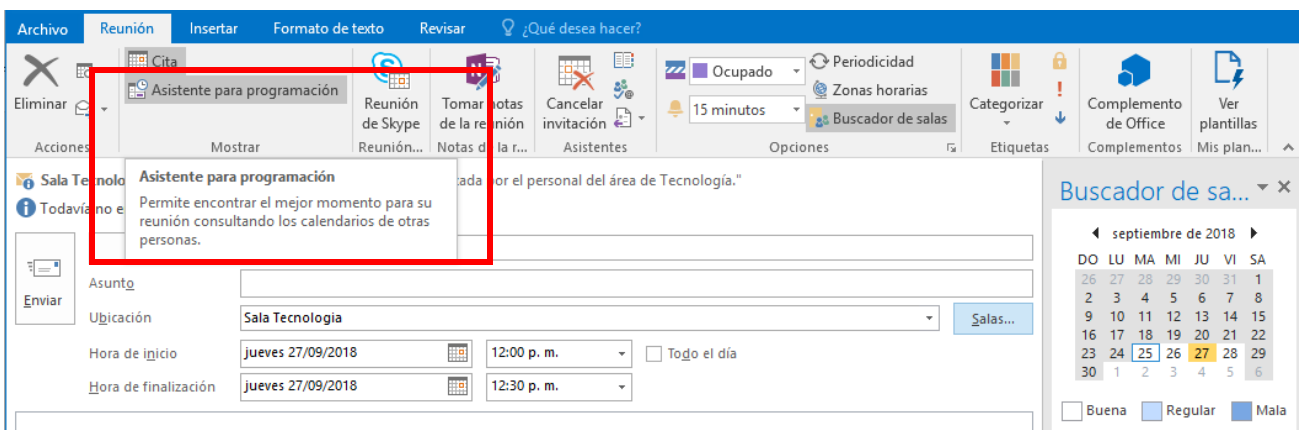 Archivo Reunión Insertar Formato de texto Revisar ¿Qué desea hacer?
Eliminar
Acciones
Cita
Asistente para programación
Mostrar
Reunión
de Skype
Reunión...
Tomar notas
de la reunión
Notas de la r...
Cancelar
invitación
Asistentes
Ocupado
15 minutos
Periodicidad
Zonas horarias
Buscador de salas
Opciones
Categorizar
Etiquetas
Complemento
de Office
Complementos
Ver
plantillas
Mis plan...
Sala Tecnolo
por el personal del área de Tecnología."
Todavía no e
Asistente para programación
Permite encontrar el mejor momento para su
reunión consultando los calendarios de otras
personas.
Enviar
Asunto
Ubicación Sala Tecnologia Salas...
Hora de inicio jueves 27/09/2018 12:00 p. m. Todo el día
Hora de finalización jueves 27/09/2018 12:30 p. m.
Buscador de sa...
septiembre de 2018
DO LU MA MI JU VI SA
26 27 28 29 30 31 1
2 3 4 5 6 7 8
9 10 11 12 13 14 15
16 17 18 19 20 21 22
23 24 25 26 27 28 29
30 1 2 3 4 5 6
Buena Regular Mala